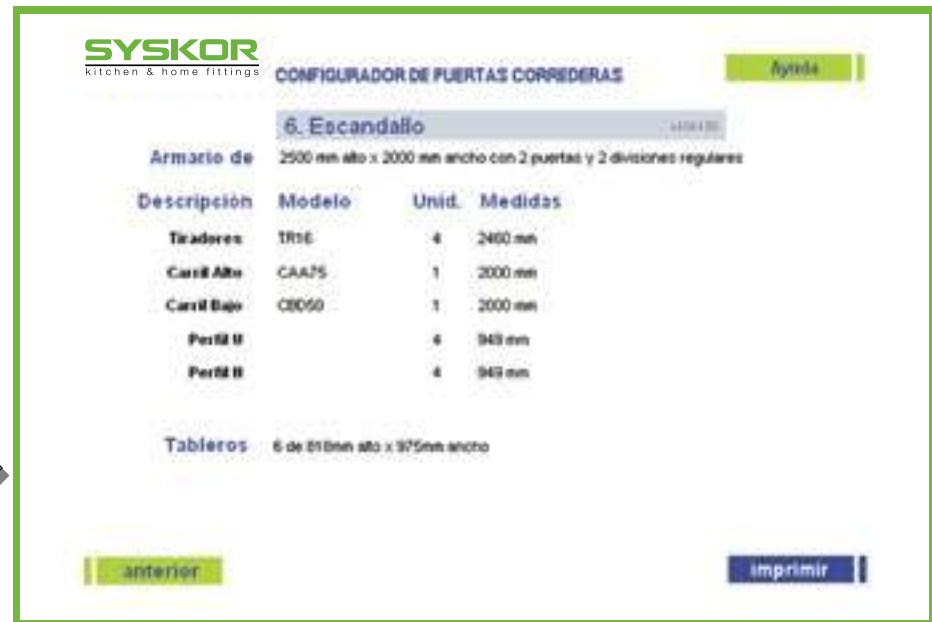 SYSKOR
kitchen & home fittings
CONFIGURADOR DE PUERTAS CORREDERAS
Ayuda
6. Escandallo
Armario de 2500 mm alto x 2000 mm ancho con 2 puertas y 2 divisiones regulares
Descripción Modelo Unid. Medidas
Tiradores TR16 4 2460 mm
Carril Alto CAA75 1 2000 mm
Carril Bajo CBD50 1 2000 mm
Perfil U 4 949 mm
Perfil H 4 949 mm
Tableros 6 de 818mm alto x 975mm ancho
anterior
imprimir